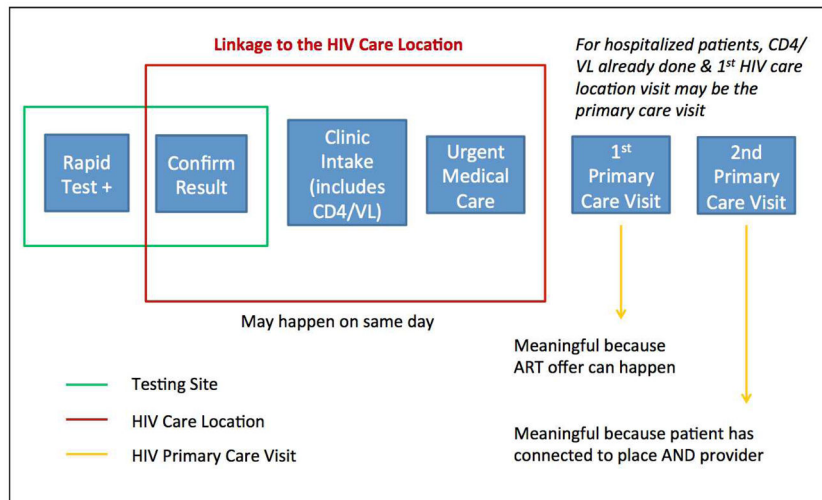 Linkage to the HIV Care Location
For hospitalized patients, CD4/
VL already done & 1st HIV care
location visit may be the
primary care visit
Rapid
Test +
Confirm
Result
Clinic
Intake
(includes
CD4/VL)
Urgent
Medical
Care
1st
Primary
Care Visit
2nd
Primary
Care Visit
May happen on same day
Meaningful because
ART offer can happen
Testing Site
HIV Care Location
HIV Primary Care Visit
Meaningful because patient has
connected to place AND provider